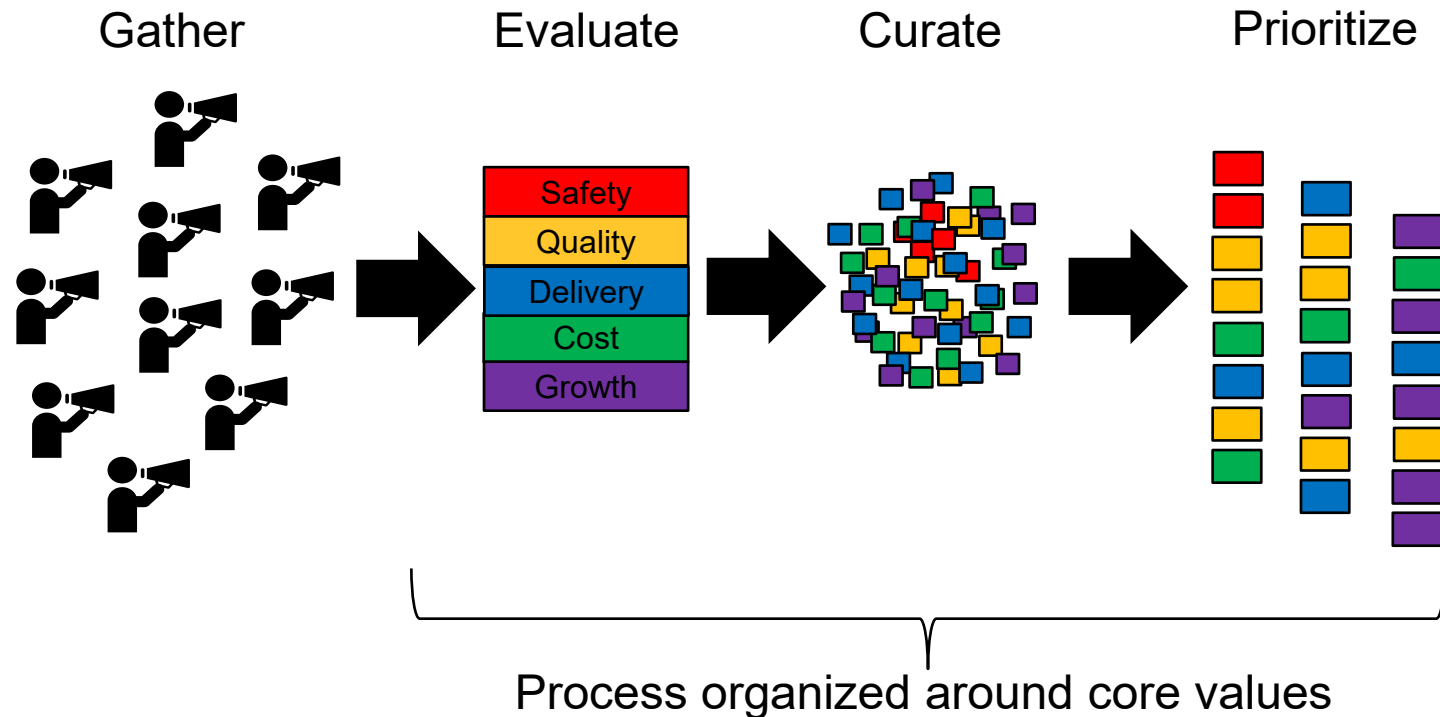 Gather
Evaluate
Curate
Prioritize
Safety
Quality
Delivery
Cost
Growth
Process organized around core values